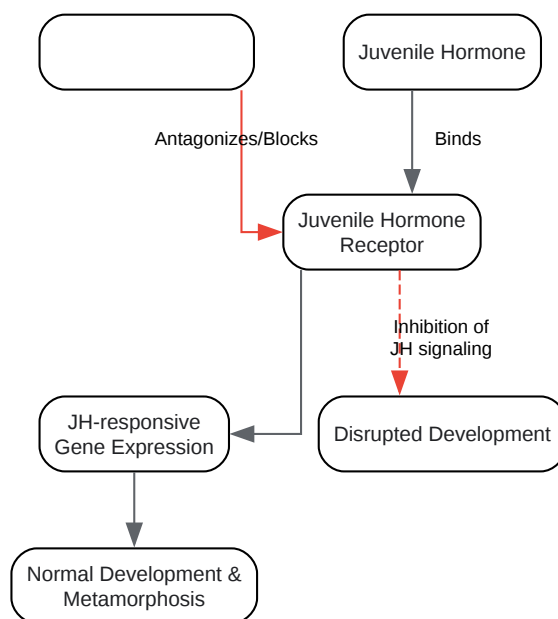 Juvenile Hormone
Antagonizes/Blocks
Binds
Juvenile Hormone
Receptor
Inhibition of
JH signaling
JH-responsive
Gene Expression
Disrupted Development
Normal Development &
Metamorphosis